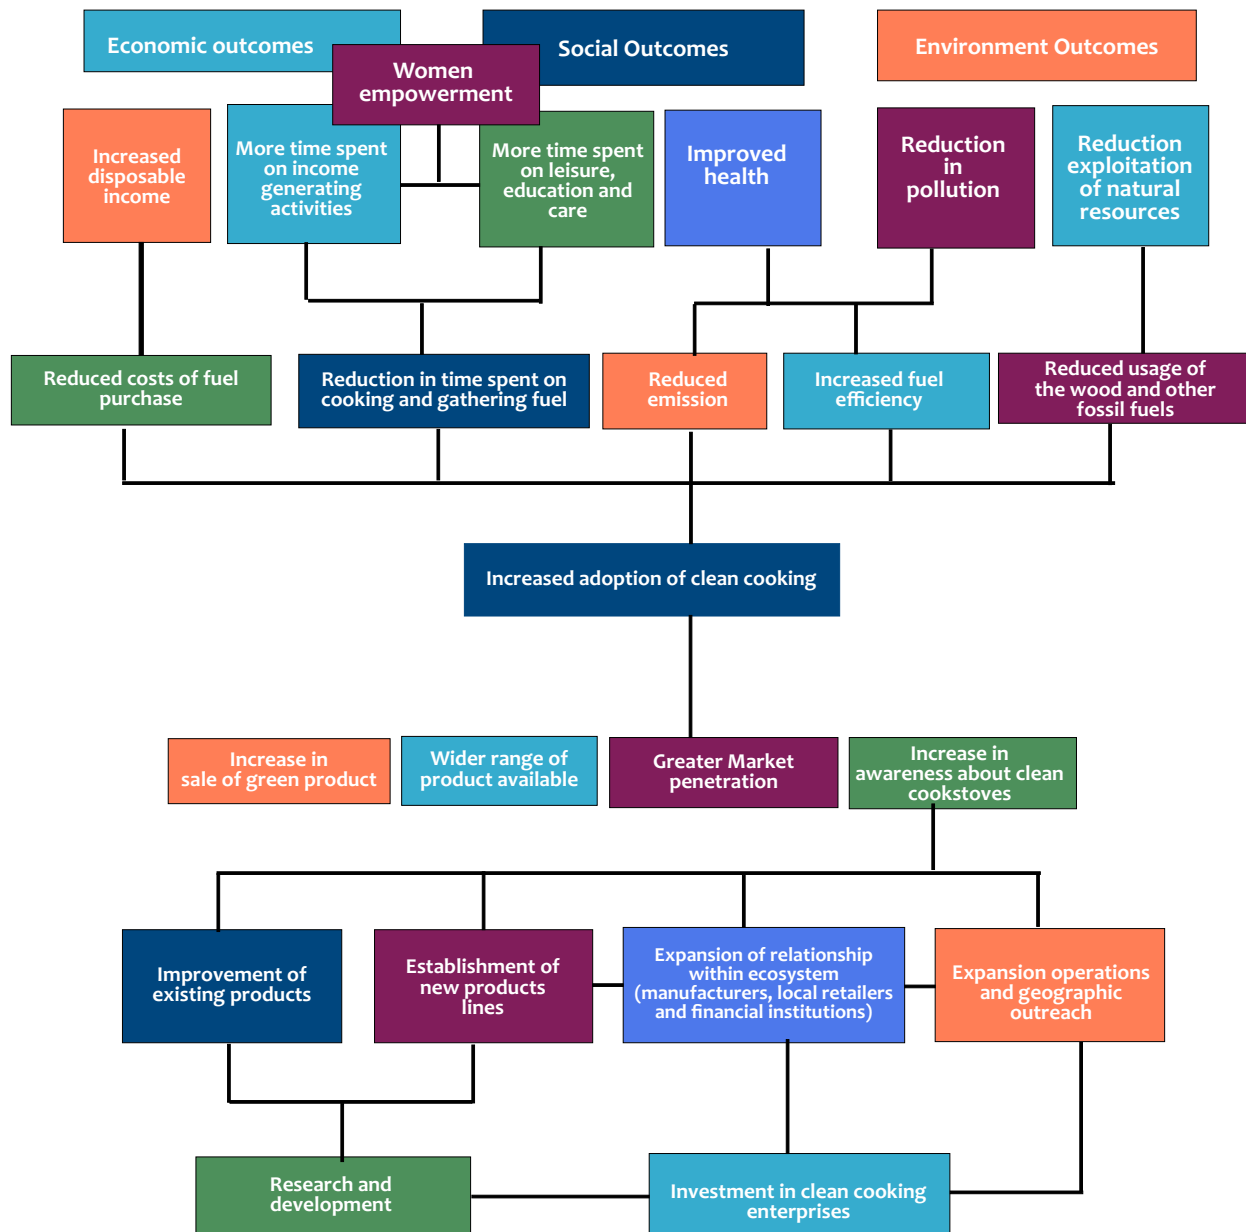 Economic outcomes
Social Outcomes
Environment Outcomes
Women
empowerment
Increased
disposable
income
More time spent
on income
generating
activities
More time spent
on leisure,
education and
care
Improved
health
Reduction
in
pollution
Reduction
exploitation
of natural
resources
Reduced costs of fuel
purchase
Reduction in time spent on
cooking and gathering fuel
Reduced
emission
Increased fuel
efficiency
Reduced usage of
the wood and other
fossil fuels
Increased adoption of clean cooking
Increase in
sale of green product
Wider range of
product available
Greater Market
penetration
Increase in
awareness about clean
cookstoves
Improvement of
existing products
Establishment of
new products
lines
Expansion of relationship
within ecosystem
(manufacturers, local retailers
and financial institutions)
Expansion operations
and geographic
outreach
Research and
development
Investment in clean cooking
enterprises